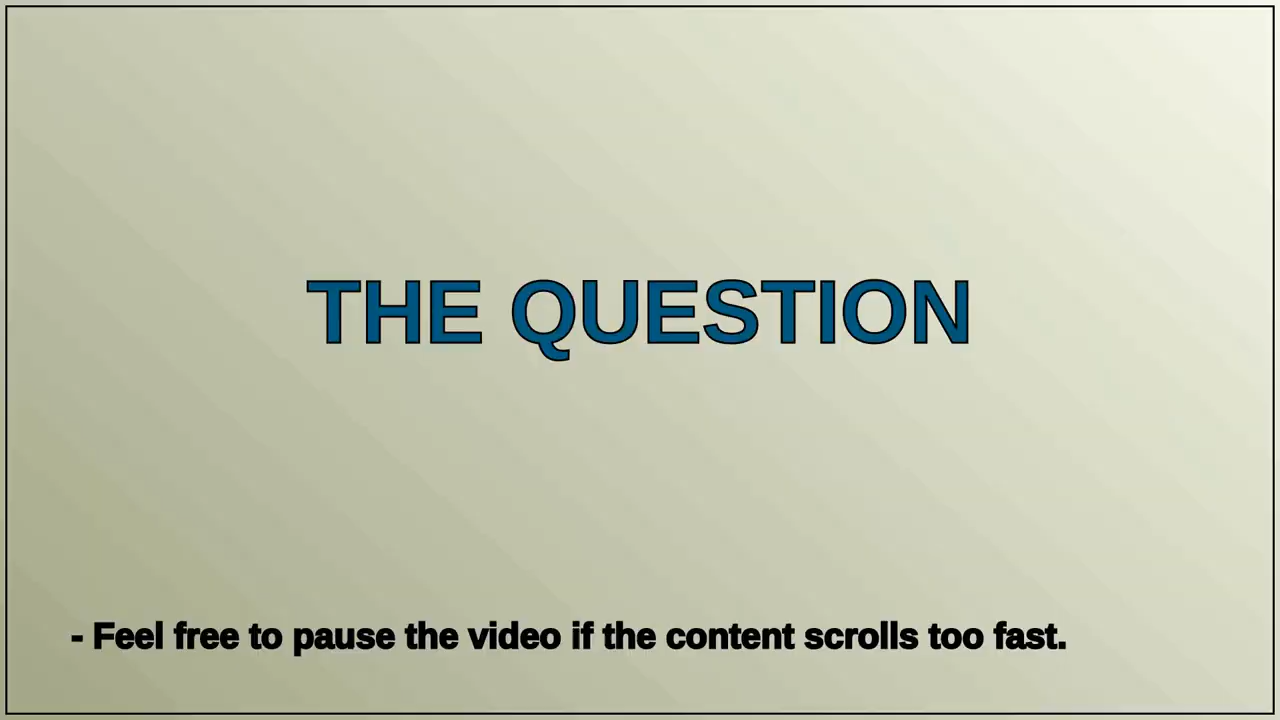 THE QUESTION
- Feel free to pause the video if the content scrolls too fast.